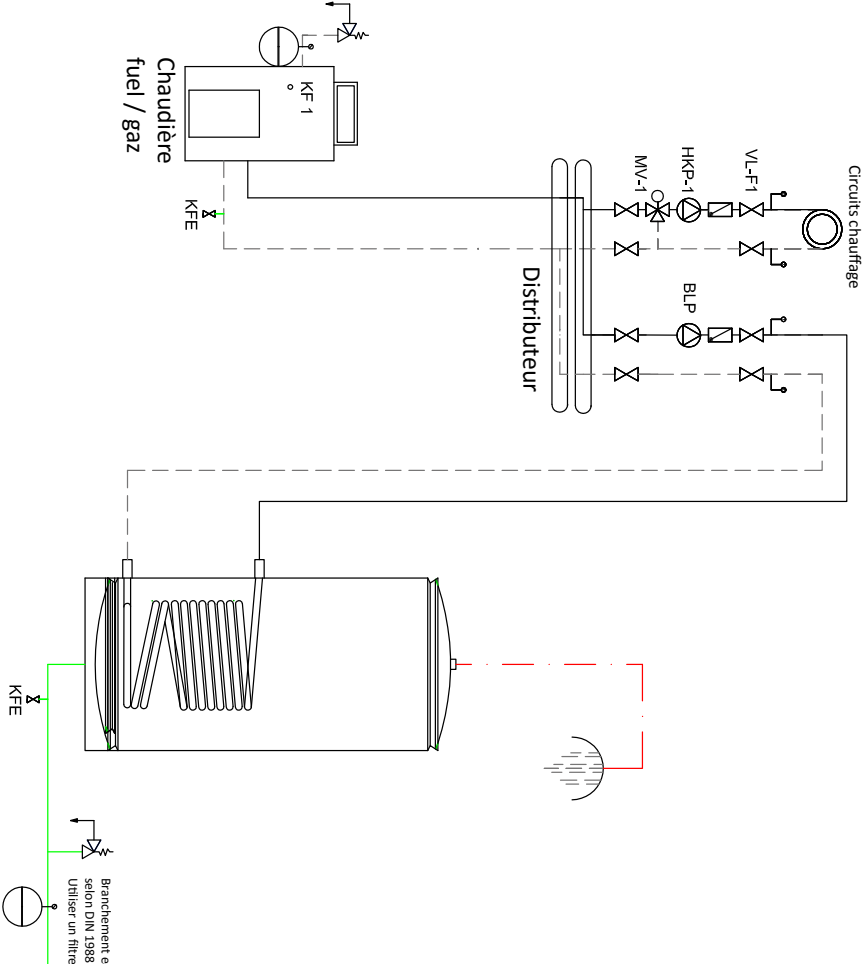 Circuits chauffage
VL-F1
HKP-1
MV-1
BLP
KF 1
Chaudière
fuel / gaz
KFE
Distributeur
KFE
Branchement
selon DIN 1988
Utiliser un filtre